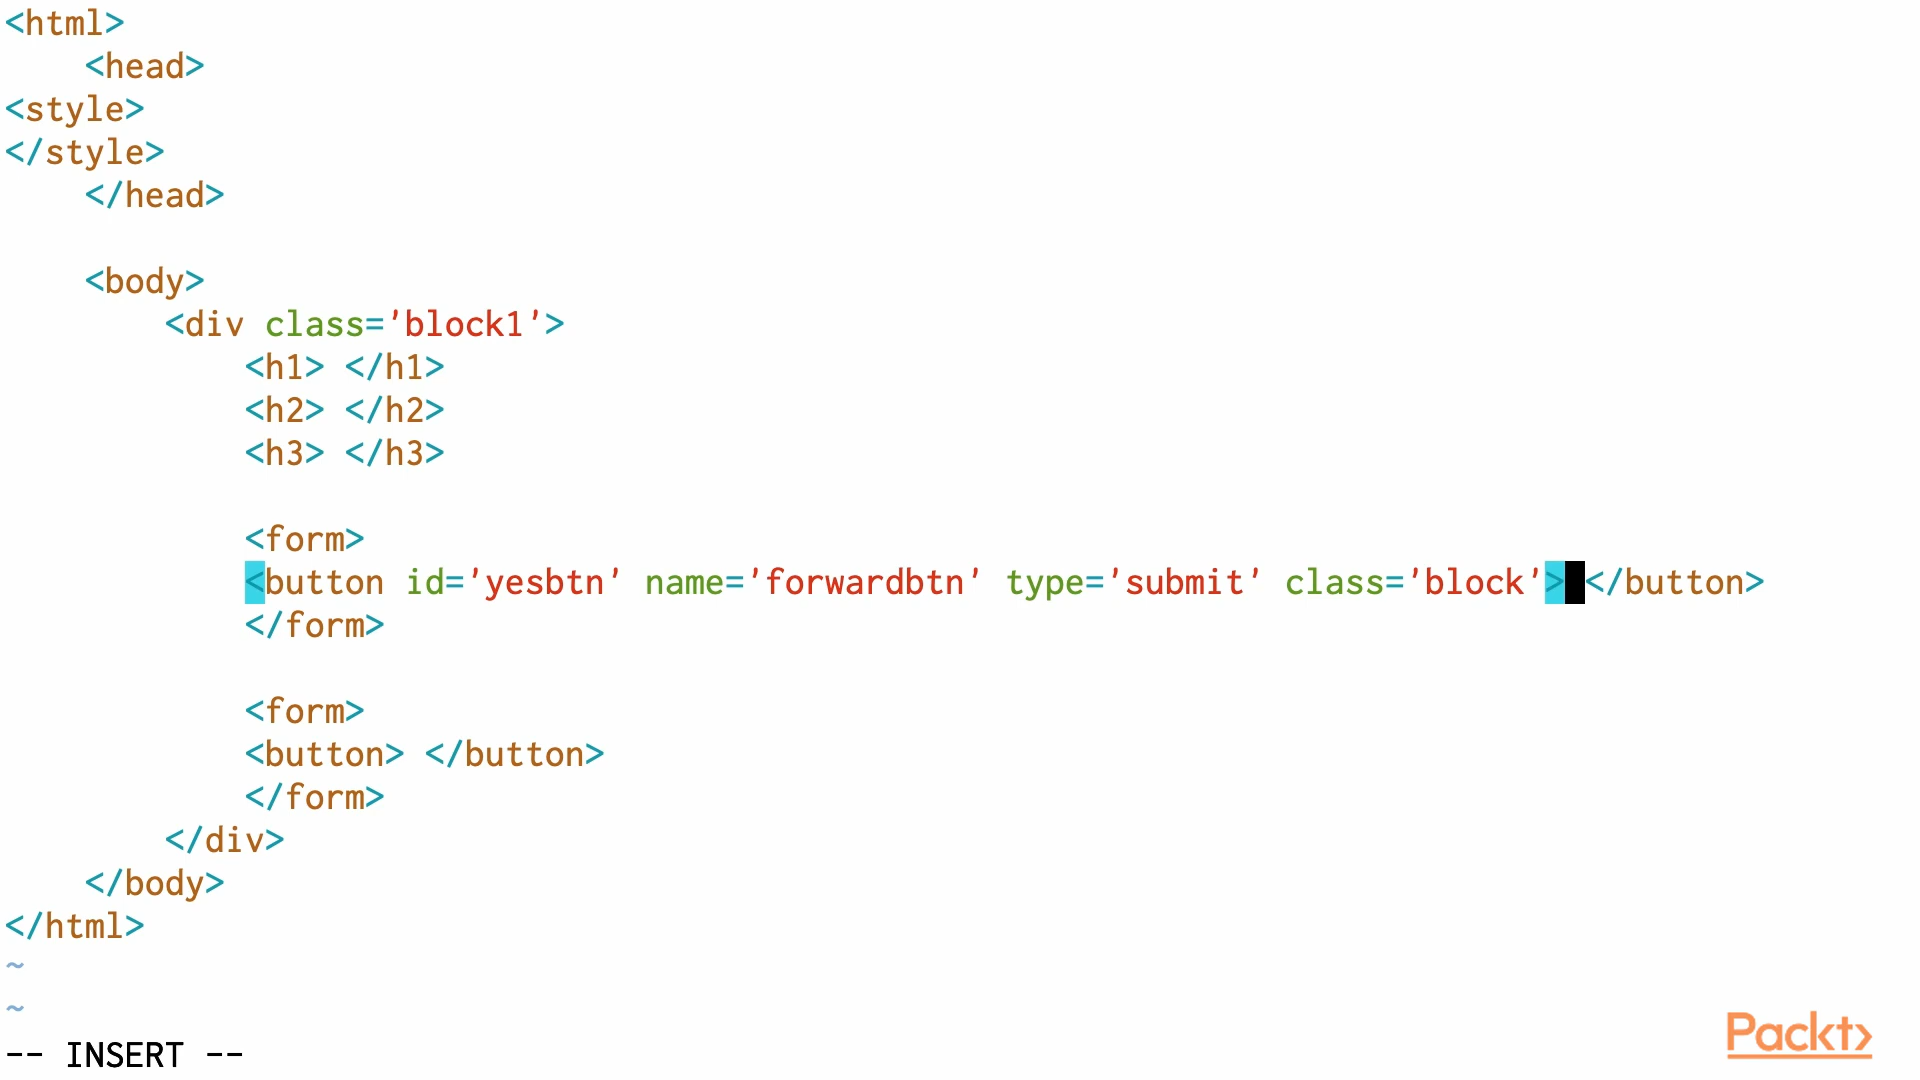 <html>
    <head>
<style>
</style>
    </head>
    <body>
        <div class='block1'>
            <h1> </h1>
            <h2> </h2>
            <h3> </h3>
            <form>
            <button id='yesbtn' name='forwardbtn' type='submit' class='block'> </button>
            </form>
            <form>
            <button> </button>
            </form>
        </div>
    </body>
</html>
~
~
-- INSERT --
Packt>